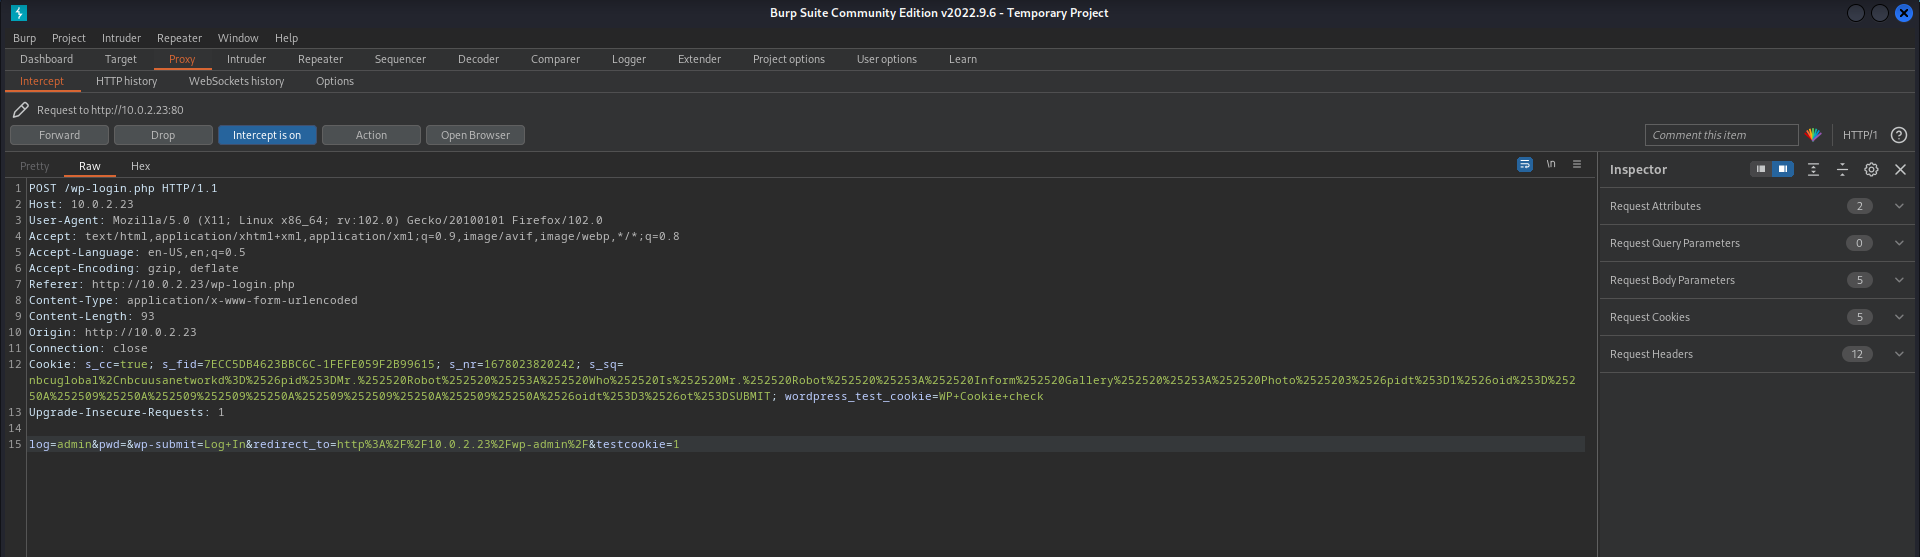 Burp Suite Community Edition v2022.9.6 - Temporary Project
Burp Project Intruder Repeater Window Help
Dashboard Target Proxy Intruder Repeater Sequencer Decoder Comparer Logger Extender Project options User options Learn
Intercept HTTP history WebSockets history Options
Request to http://10.0.2.23:80
Forward Drop Intercept is on Action Open Browser Comment this item HTTP/1 ?
Pretty Raw Hex \n
Inspector
1 POST /wp-login.php HTTP/1.1
2 Host: 10.0.2.23
3 User-Agent: Mozilla/5.0 (X11; Linux x86_64; rv:102.0) Gecko/20100101 Firefox/102.0
4 Accept: text/html,application/xhtml+xml,application/xml;q=0.9,image/avif,image/webp,*/*;q=0.8
5 Accept-Language: en-US,en;q=0.5
6 Accept-Encoding: gzip, deflate
7 Referer: http://10.0.2.23/wp-login.php
8 Content-Type: application/x-www-form-urlencoded
9 Content-Length: 93
10 Origin: http://10.0.2.23
11 Connection: close
12 Cookie: s_cc=true; s_fid=7ECC5DB4623BBC6C-1FEFE059F2B99615; s_nr=1678023820242; s_sq=
nbcuglobal%2Cnbcuusanetworkd%3D%2526pid%253DMr.%252520Robot%252520%25253A%252520Who%252520Is%252520Mr.%252520Robot%252520%25253A%252520Inform%252520Gallery%252520%25253A%252520Photo%2525203%2526pidt%253D1%2526oid%253D%252
50A%252509%25250A%252509%252509%25250A%252509%252509%25250A%252509%25250A%2526oidt%253D3%2526ot%253DSUBMIT; wordpress_test_cookie=WP+Cookie+check
13 Upgrade-Insecure-Requests: 1
14
15 log=admin&pwd=&wp-submit=Log+In&redirect_to=http%3A%2F%2F10.0.2.23%2Fwp-admin%2F&testcookie=1
Request Attributes 2
Request Query Parameters 0
Request Body Parameters 5
Request Cookies 5
Request Headers 12